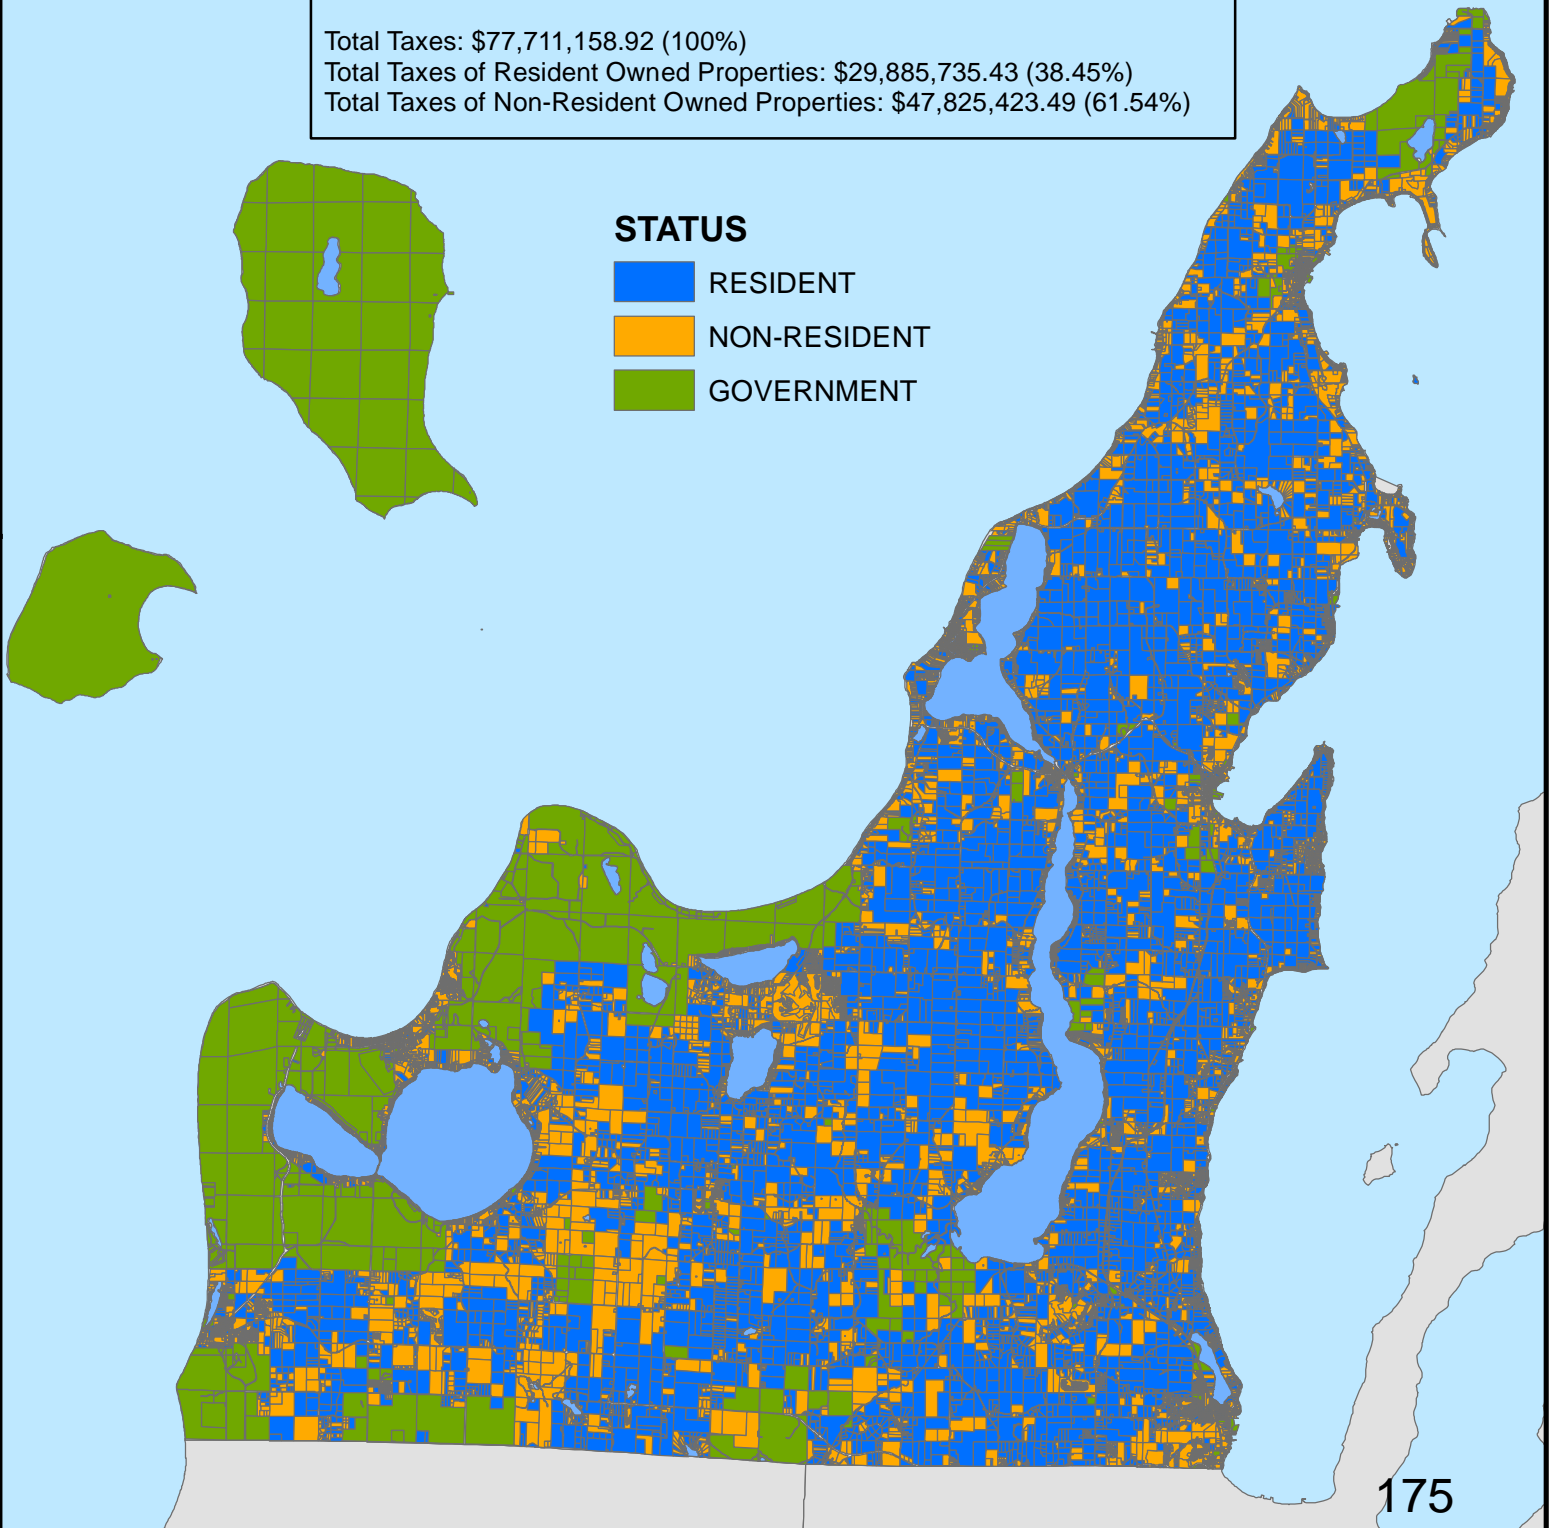 Total Taxes: $77,711,158.92 (100%)
Total Taxes of Resident Owned Properties: $29,885,735.43 (38.45%)
Total Taxes of Non-Resident Owned Properties: $47,825,423.49 (61.54%)
STATUS
RESIDENT
NON-RESIDENT
GOVERNMENT
175